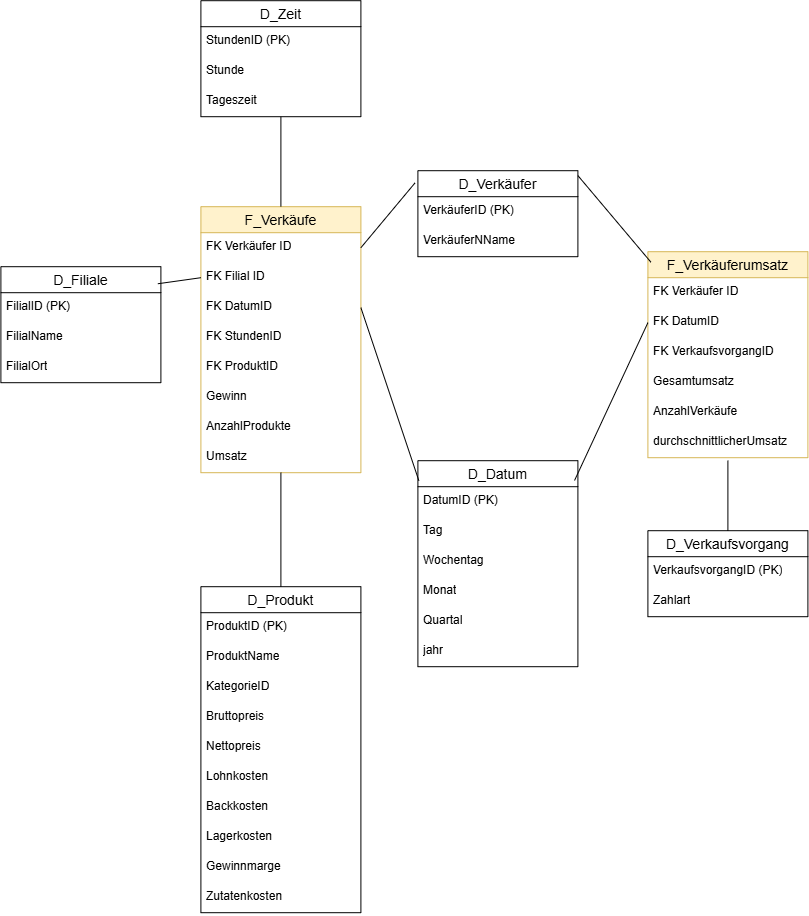 D_Zeit
StundenID (PK)
Stunde
Tageszeit
D_Verkäufer
VerkäuferID (PK)
VerkäuferNName
F_Verkäufe
FK Verkäufer ID
FK Filial ID
FK DatumID
FK StundenID
FK ProduktID
Gewinn
AnzahlProdukte
Umsatz
F_Verkäuferumsatz
FK Verkäufer ID
FK DatumID
FK VerkaufsvorgangID
Gesamtumsatz
AnzahlVerkäufe
durchschnittlicherUmsatz
D_Filiale
FilialID (PK)
FilialName
FilialOrt
D_Datum
DatumID (PK)
Tag
Wochentag
Monat
Quartal
jahr
D_Verkaufsvorgang
VerkaufsvorgangID (PK)
Zahlart
D_Produkt
ProduktID (PK)
ProduktName
KategorieID
Bruttopreis
Nettopreis
Lohnkosten
Backkosten
Lagerkosten
Gewinnmarge
Zutatenkosten